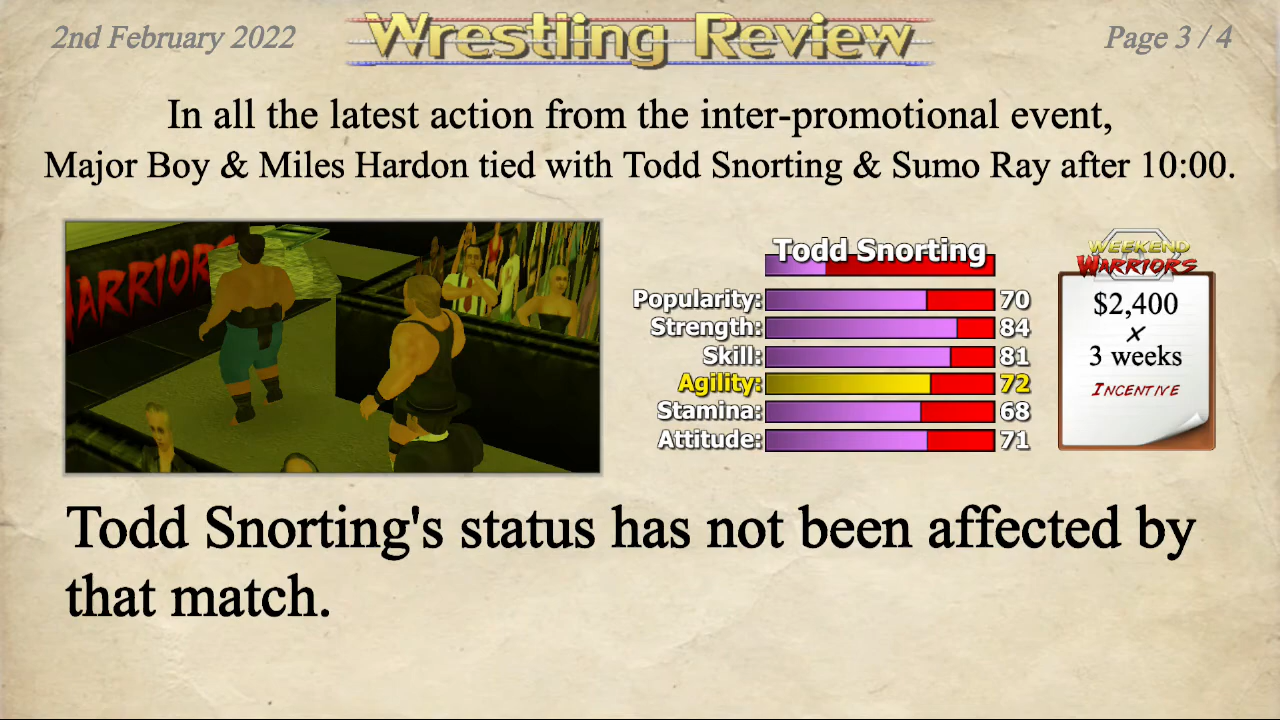 2nd February 2022
Wrestling Review
Page 3 / 4
In all the latest action from the inter-promotional event,
Major Boy & Miles Hardon tied with Todd Snorting & Sumo Ray after 10:00.
WARRIORS
Todd Snorting
Popularity: 70
Strength: 84
Skill: 81
Agility: 72
Stamina: 68
Attitude: 71
WEEKEND
WARRIORS
$2,400
x
3 weeks
INCENTIVE
Todd Snorting's status has not been affected by
that match.